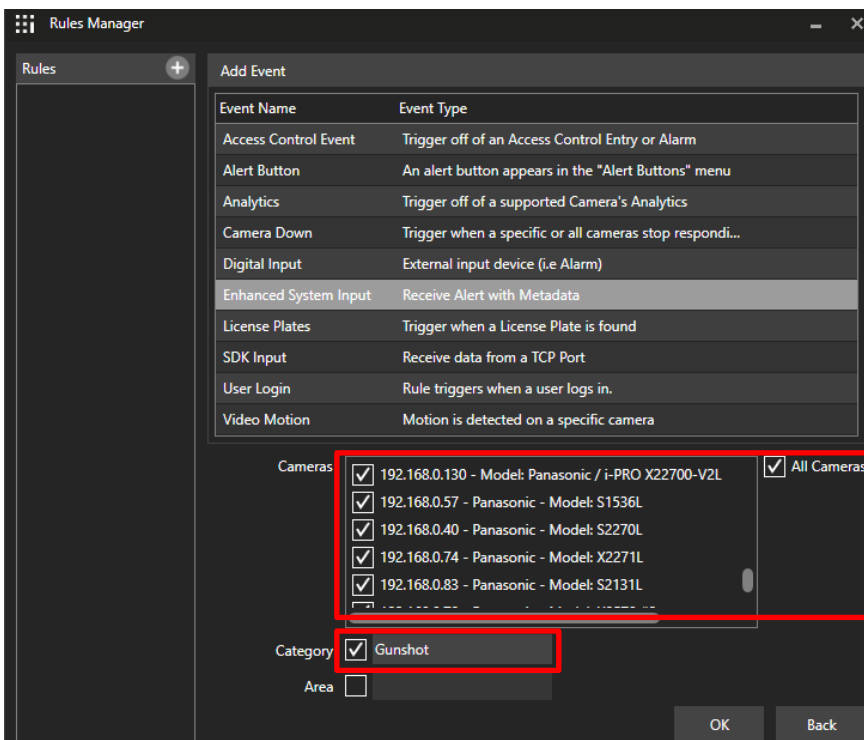 Rules Manager
Rules
Add Event
Event Name Event Type
Access Control Event Trigger off of an Access Control Entry or Alarm
Alert Button An alert button appears in the "Alert Buttons" menu
Analytics Trigger off of a supported Camera's Analytics
Camera Down Trigger when a specific or all cameras stop respondi...
Digital Input External input device (i.e Alarm)
Enhanced System Input Receive Alert with Metadata
License Plates Trigger when a License Plate is found
SDK Input Receive data from a TCP Port
User Login Rule triggers when a user logs in.
Video Motion Motion is detected on a specific camera
Cameras
192.168.0.130 - Model: Panasonic / i-PRO X22700-V2L
All Cameras
192.168.0.57 - Panasonic - Model: S1536L
192.168.0.40 - Panasonic - Model: S2270L
192.168.0.74 - Panasonic - Model: X2271L
192.168.0.83 - Panasonic - Model: S2131L
Category Gunshot
Area
OK Back